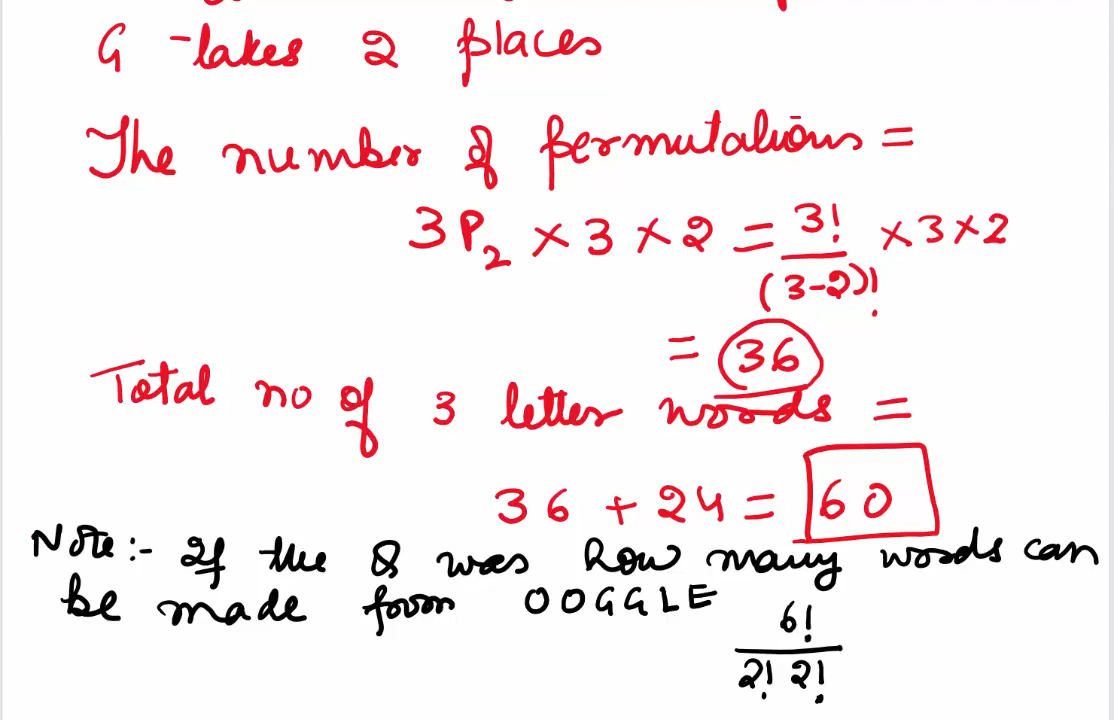 G takes 2 places
The number of permutations =
3P₂ × 3 × 2 = 3!/(3-2)! × 3 × 2
= 36
Total no of 3 letter words =
36 + 24 = 60
Note:- If the Q was How many words can
be made from OOGGLE
6!/2! 2!